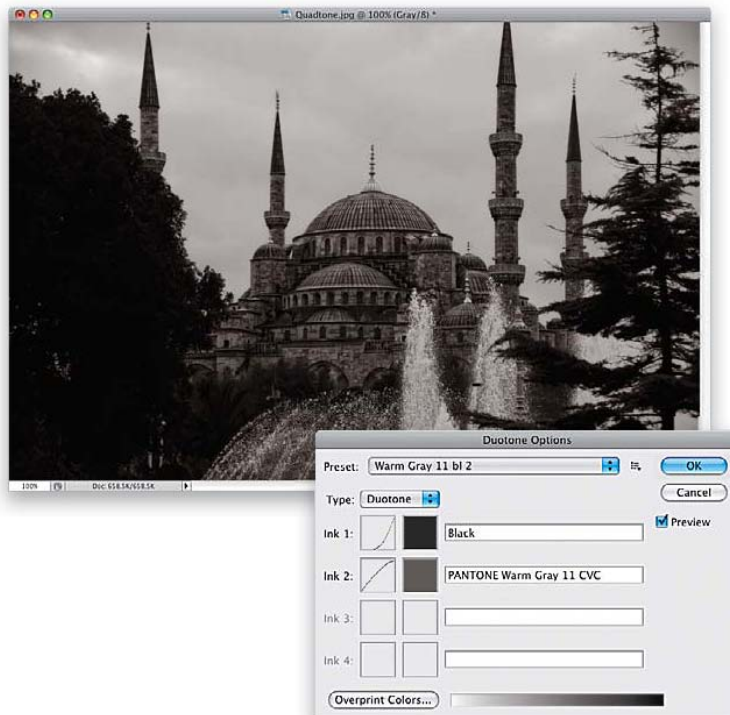 Quadtone.jpg @ 100% (Gray/8) *
100%
Doc: 658.5K/658.5K
Duotone Options
Preset: Warm Gray 11 bl 2
OK
Type: Duotone
Cancel
Preview
Ink 1: Black
Ink 2: PANTONE Warm Gray 11 CVC
Ink 3:
Ink 4:
Overprint Colors...